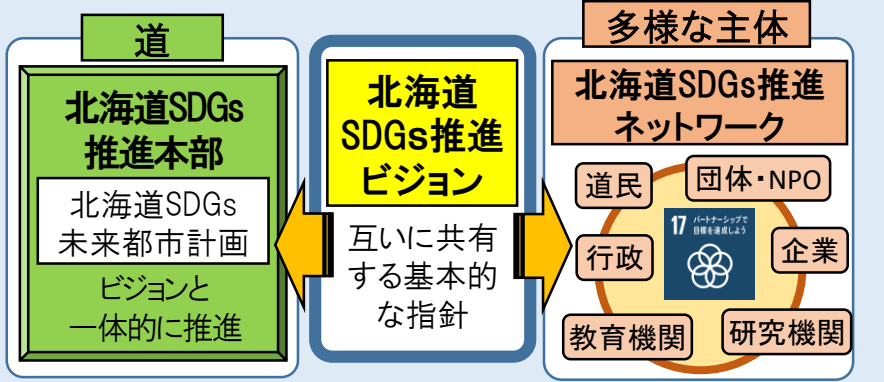 道
北海道SDGs
推進本部
北海道SDGs
未来都市計画
ビジョンと
一体的に推進
北海道
SDGs推進
ビジョン
互いに共有
する基本的
な指針
多様な主体
北海道SDGs推進
ネットワーク
道民
団体・NPO
17 パートナーシップで
目標を達成しよう
行政
企業
教育機関
研究機関